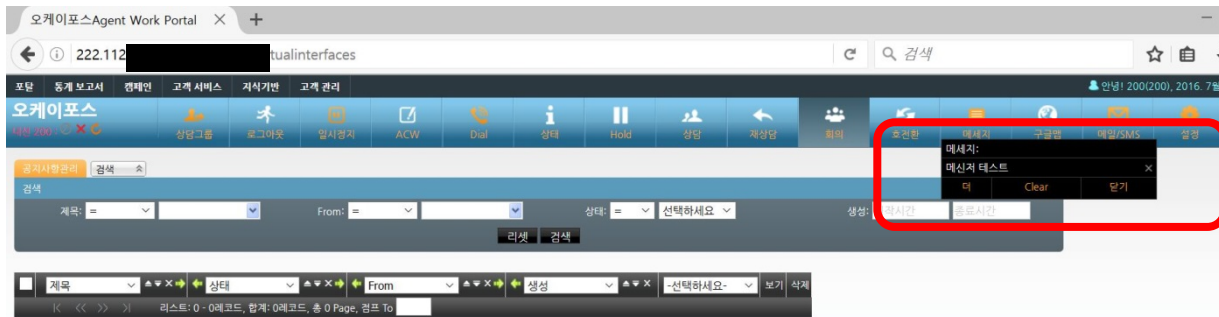 오케이포스Agent Work Portal
222.112 tualinterfaces
검색
포탈 통계 보고서 캠페인 고객 서비스 지식기반 고객 관리
안녕! 200(200), 2016. 7월
오케이포스
상담그룹 로그아웃 일시정지 ACW Dial 상태 Hold 상담 재상담 회의 호전환 메세지 구글맵 메일/SMS 설정
메세지:
메신저 테스트
더 Clear 닫기
공지사항관리 검색
검색
제목: = From: = 상태: = 선택하세요 생성: 시작시간 종료시간
리셋 검색
제목 상태 From 생성 -선택하세요- 보기 삭제
리스트: 0 - 0레코드, 합계: 0레코드, 총 0 Page, 점프 To